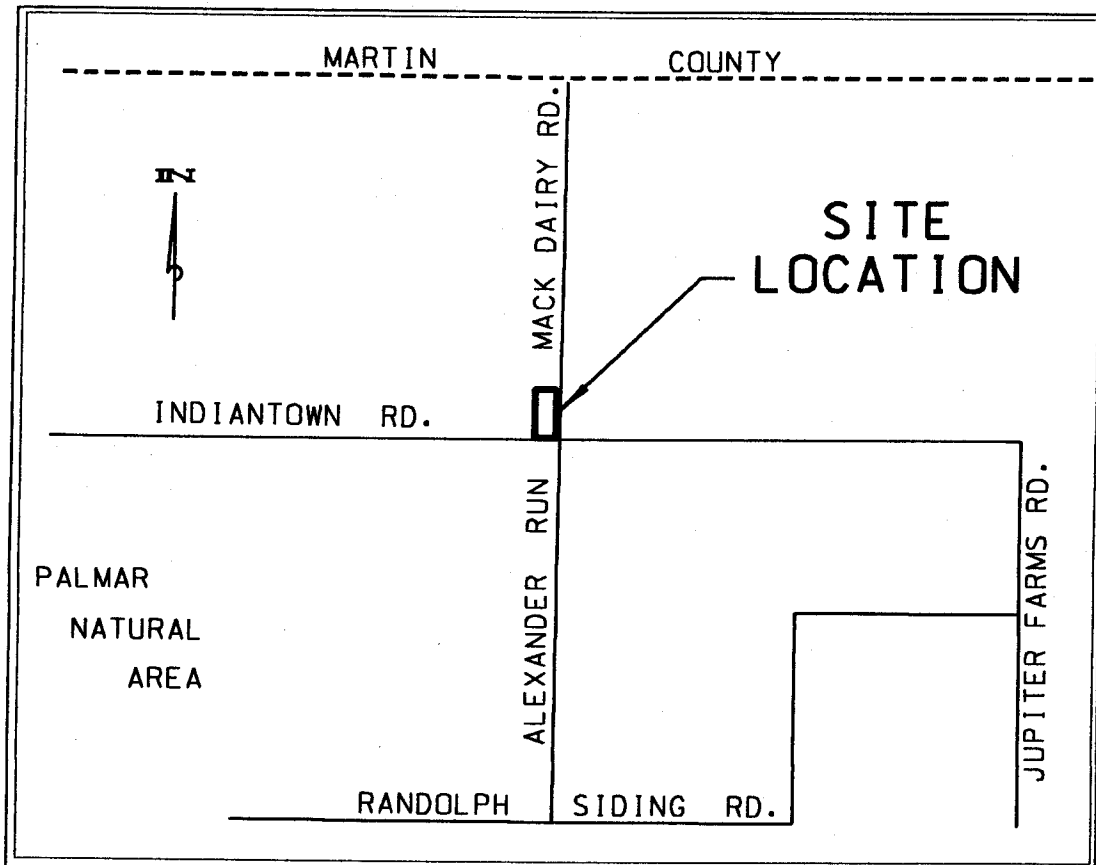 MARTIN COUNTY
MACK DAIRY RD.
N
SITE
LOCATION
INDIANTOWN RD.
ALEXANDER RUN
JUPITER FARMS RD.
PALMAR
NATURAL
AREA
RANDOLPH SIDING RD.